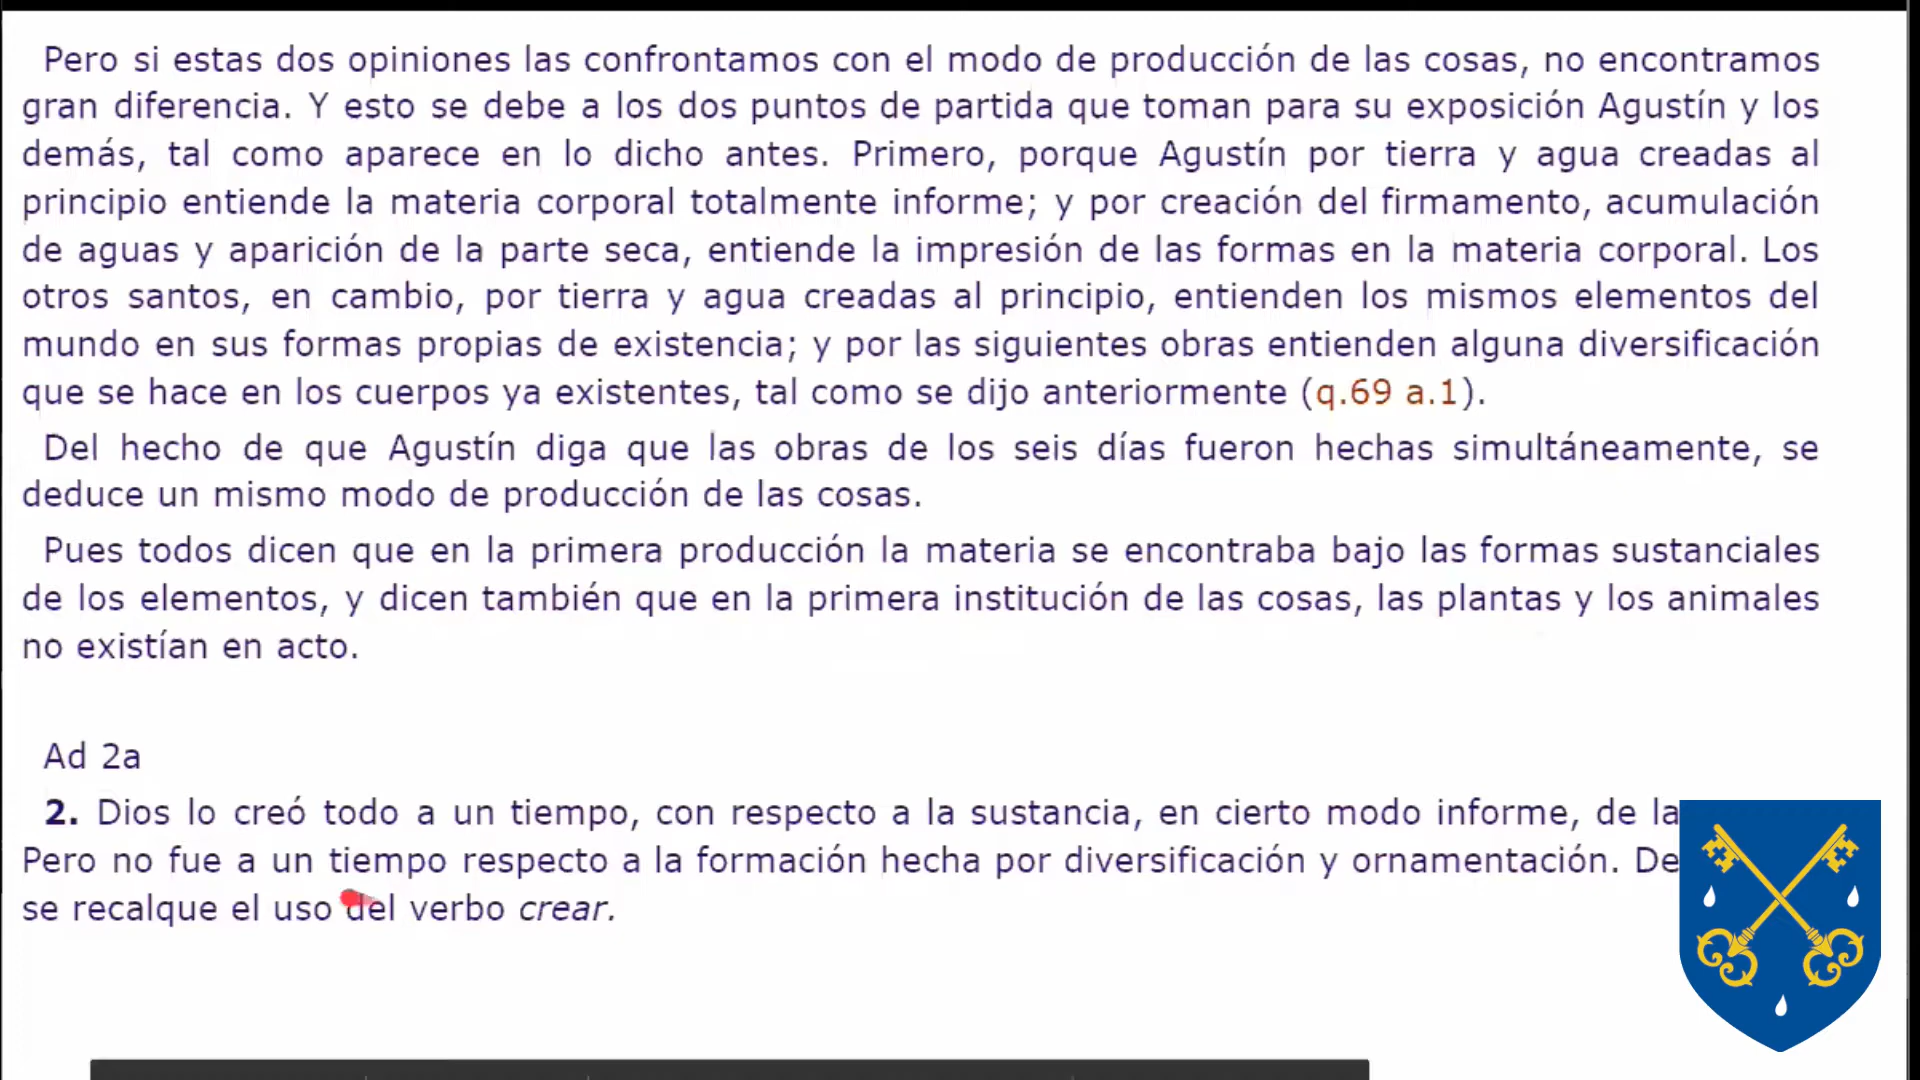 Pero si estas dos opiniones las confrontamos con el modo de producción de las cosas, no encontramos
gran diferencia. Y esto se debe a los dos puntos de partida que toman para su exposición Agustín y los
demás, tal como aparece en lo dicho antes. Primero, porque Agustín por tierra y agua creadas al
principio entiende la materia corporal totalmente informe; y por creación del firmamento, acumulación
de aguas y aparición de la parte seca, entiende la impresión de las formas en la materia corporal. Los
otros santos, en cambio, por tierra y agua creadas al principio, entienden los mismos elementos del
mundo en sus formas propias de existencia; y por las siguientes obras entienden alguna diversificación
que se hace en los cuerpos ya existentes, tal como se dijo anteriormente (q.69 a.1).
Del hecho de que Agustín diga que las obras de los seis días fueron hechas simultáneamente, se
deduce un mismo modo de producción de las cosas.
Pues todos dicen que en la primera producción la materia se encontraba bajo las formas sustanciales
de los elementos, y dicen también que en la primera institución de las cosas, las plantas y los animales
no existían en acto.
Ad 2a
2. Dios lo creó todo a un tiempo, con respecto a la sustancia, en cierto modo informe, de la
Pero no fue a un tiempo respecto a la formación hecha por diversificación y ornamentación. De
se recalque el uso del verbo crear.